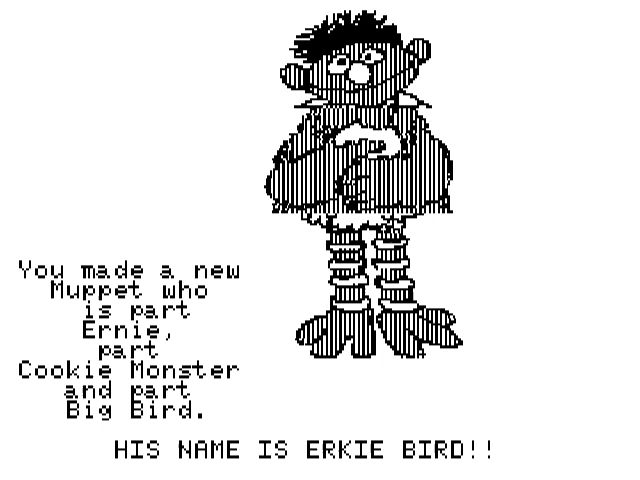 You made a new
Muppet who
is part
Ernie,
part
Cookie Monster
and part
Big Bird.
HIS NAME IS ERKIE BIRD!!